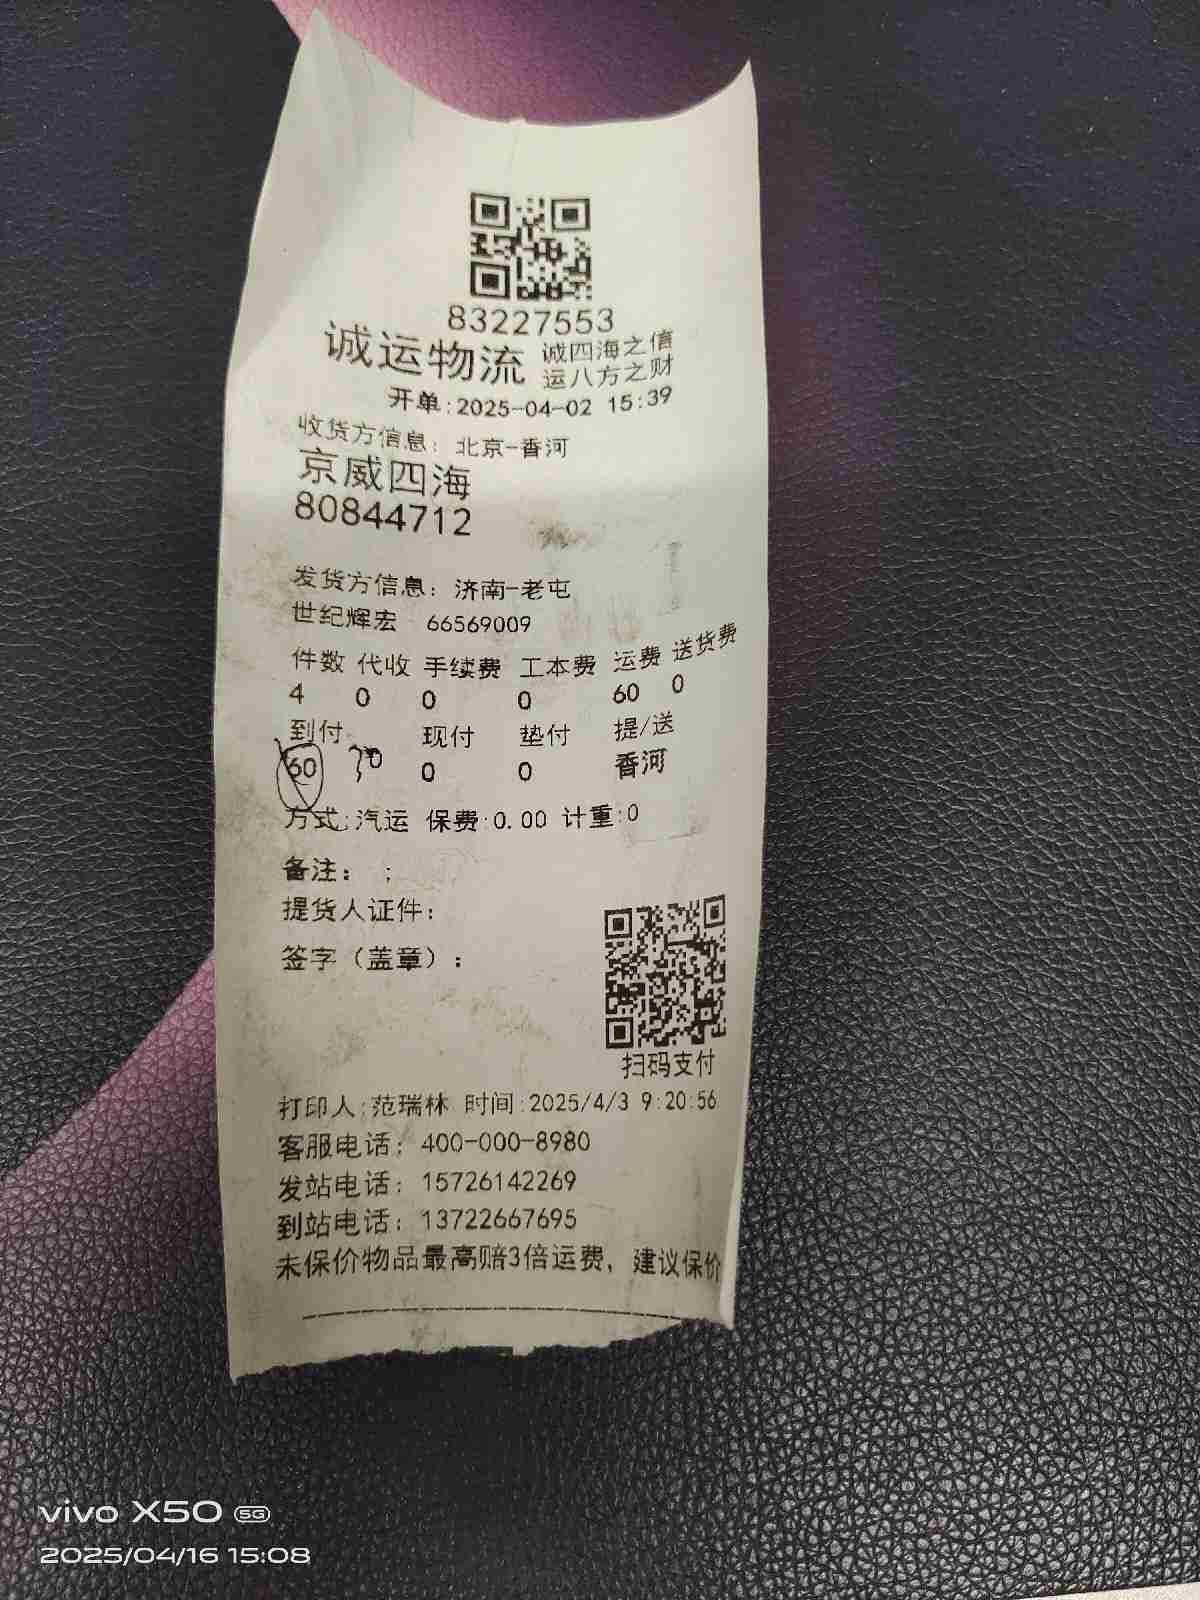 83227553
诚运物流 诚四海之信
运八方之财
开单:2025-04-02 15:39
收货方信息: 北京-香河
京威四海
80844712
发货方信息: 济南-老屯
世纪辉宏 66569009
件数 代收 手续费 工本费 运费 送货费
4 0 0 0 60 0
到付 现付 垫付 提/送
60 70 0 0 香河
方式:汽运 保费:0.00 计重:0
备注: ;
提货人证件:
签字（盖章）:
扫码支付
打印人:范瑞林 时间:2025/4/3 9:20:56
客服电话: 400-000-8980
发站电话: 15726142269
到站电话: 13722667695
未保价物品最高赔3倍运费, 建议保价
vivo X50 5G
2025/04/16 15:08